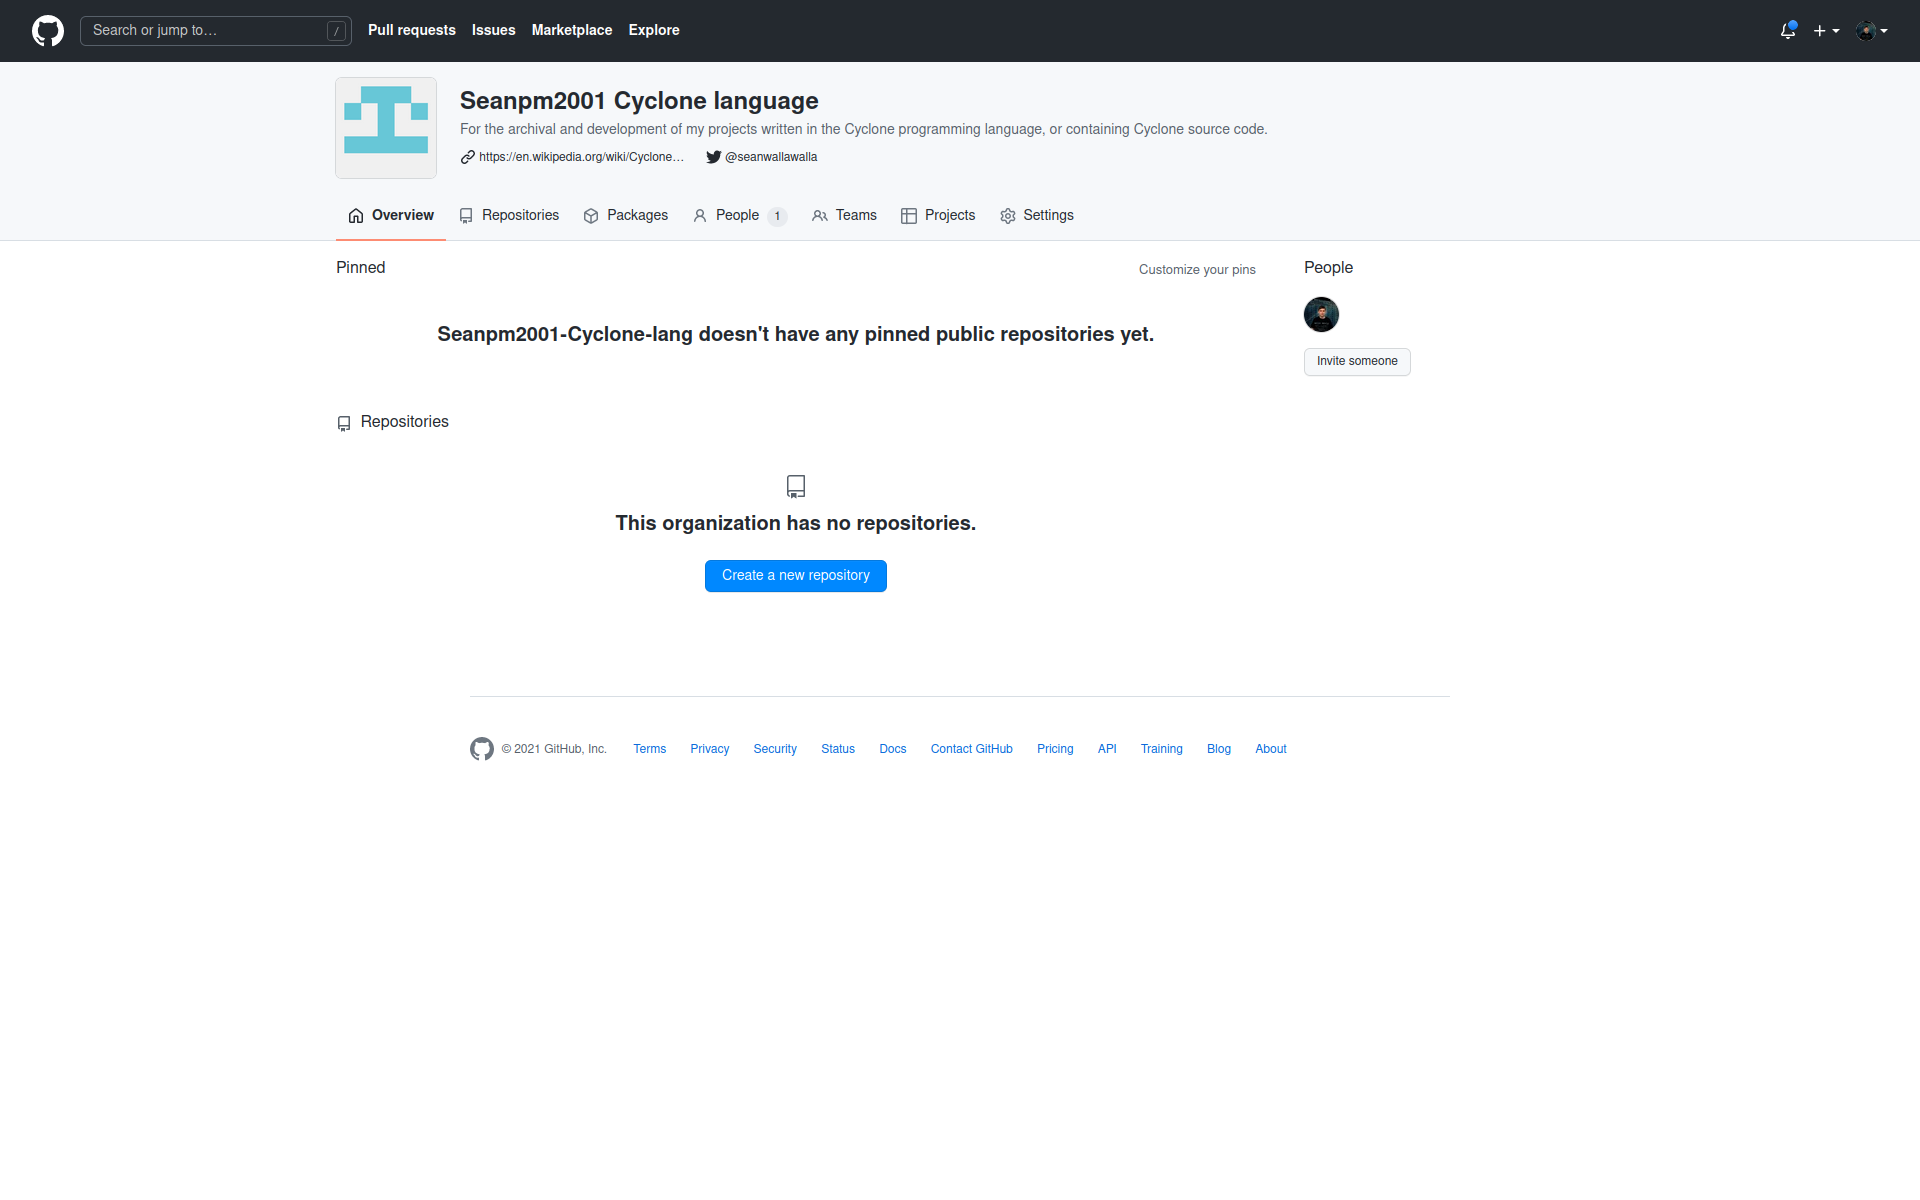 Search or jump to… /
Pull requests
Issues
Marketplace
Explore
Seanpm2001 Cyclone language
For the archival and development of my projects written in the Cyclone programming language, or containing Cyclone source code.
https://en.wikipedia.org/wiki/Cyclone… @seanwallawalla
Overview
Repositories
Packages
People 1
Teams
Projects
Settings
Pinned
Customize your pins
Seanpm2001-Cyclone-lang doesn't have any pinned public repositories yet.
Repositories
This organization has no repositories.
Create a new repository
People
Invite someone
© 2021 GitHub, Inc.
Terms
Privacy
Security
Status
Docs
Contact GitHub
Pricing
API
Training
Blog
About